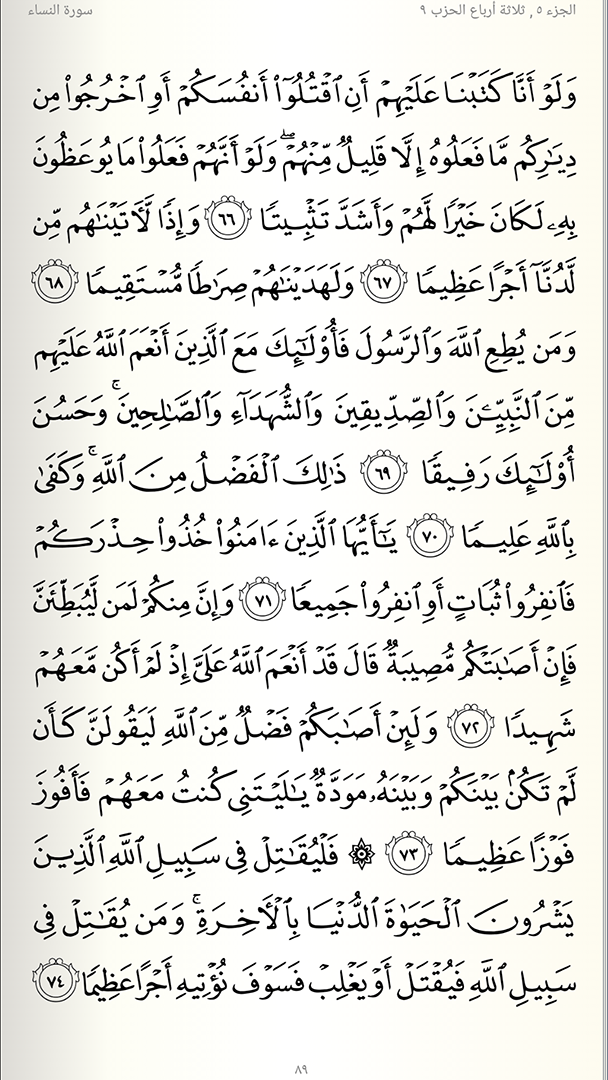 الجزء ٥, ثلاثة أرباع الحزب ٩
سورة النساء
وَلَوْ أَنَّا كَتَبْنَا عَلَيْهِمْ أَنِ ٱقْتُلُوٓا۟ أَنفُسَكُمْ أَوِ ٱخْرُجُوا۟ مِن
دِيَـٰرِكُم مَّا فَعَلُوهُ إِلَّا قَلِيلٌ مِّنْهُمْ ۖ وَلَوْ أَنَّهُمْ فَعَلُوا۟ مَا يُوعَظُونَ
بِهِۦ لَكَانَ خَيْرًا لَّهُمْ وَأَشَدَّ تَثْبِيتًا ٦٦ وَإِذًا لَّـَٔاتَيْنَـٰهُم مِّن
لَّدُنَّآ أَجْرًا عَظِيمًا ٦٧ وَلَهَدَيْنَـٰهُمْ صِرَٰطًا مُّسْتَقِيمًا ٦٨
وَمَن يُطِعِ ٱللَّهَ وَٱلرَّسُولَ فَأُو۟لَـٰٓئِكَ مَعَ ٱلَّذِينَ أَنْعَمَ ٱللَّهُ عَلَيْهِم
مِّنَ ٱلنَّبِيِّـۧنَ وَٱلصِّدِّيقِينَ وَٱلشُّهَدَآءِ وَٱلصَّـٰلِحِينَ ۚ وَحَسُنَ
أُو۟لَـٰٓئِكَ رَفِيقًا ٦٩ ذَٰلِكَ ٱلْفَضْلُ مِنَ ٱللَّهِ ۚ وَكَفَىٰ
بِٱللَّهِ عَلِيمًا ٧٠ يَـٰٓأَيُّهَا ٱلَّذِينَ ءَامَنُوا۟ خُذُوا۟ حِذْرَكُمْ
فَٱنفِرُوا۟ ثُبَاتٍ أَوِ ٱنفِرُوا۟ جَمِيعًا ٧١ وَإِنَّ مِنكُمْ لَمَن لَّيُبَطِّئَنَّ
فَإِنْ أَصَـٰبَتْكُم مُّصِيبَةٌ قَالَ قَدْ أَنْعَمَ ٱللَّهُ عَلَىَّ إِذْ لَمْ أَكُن مَّعَهُمْ
شَهِيدًا ٧٢ وَلَئِنْ أَصَـٰبَكُمْ فَضْلٌ مِّنَ ٱللَّهِ لَيَقُولَنَّ كَأَن
لَّمْ تَكُنۢ بَيْنَكُمْ وَبَيْنَهُۥ مَوَدَّةٌ يَـٰلَيْتَنِى كُنتُ مَعَهُمْ فَأَفُوزَ
فَوْزًا عَظِيمًا ٧٣ ۞ فَلْيُقَـٰتِلْ فِى سَبِيلِ ٱللَّهِ ٱلَّذِينَ
يَشْرُونَ ٱلْحَيَوٰةَ ٱلدُّنْيَا بِٱلْـَٔاخِرَةِ ۚ وَمَن يُقَـٰتِلْ فِى
سَبِيلِ ٱللَّهِ فَيُقْتَلْ أَوْ يَغْلِبْ فَسَوْفَ نُؤْتِيهِ أَجْرًا عَظِيمًا ٧٤
٨٩